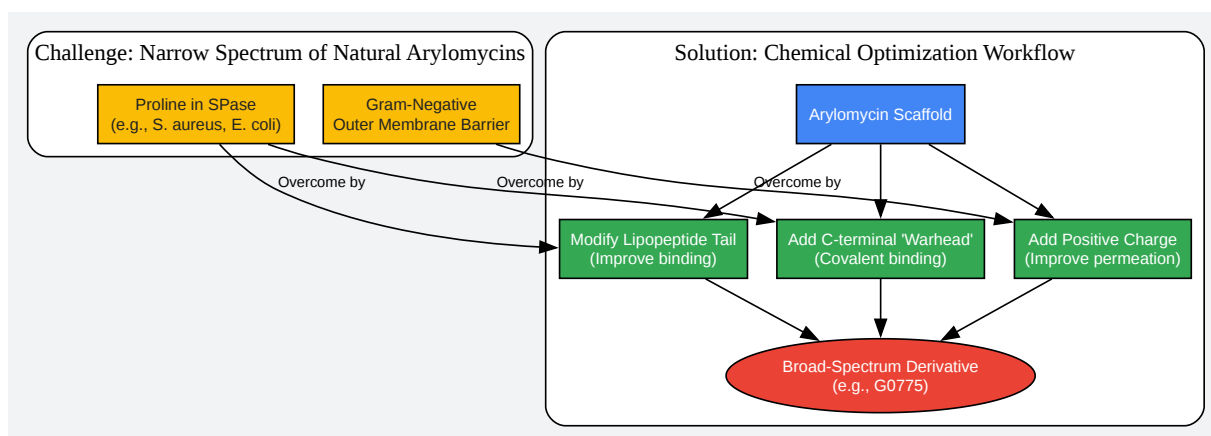 Challenge: Narrow Spectrum of Natural Arylomycins
Proline in SPase
(e.g., S. aureus, E. coli)
Gram-Negative
Outer Membrane Barrier
Solution: Chemical Optimization Workflow
Arylomycin Scaffold
Overcome by
Overcome by
Overcome by
Modify Lipopeptide Tail
(Improve binding)
Add C-terminal 'Warhead'
(Covalent binding)
Add Positive Charge
(Improve permeation)
Broad-Spectrum Derivative
(e.g., G0775)